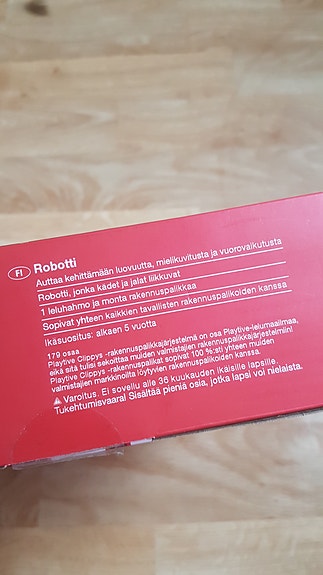 FI Robotti
Auttaa kehittämään luovuutta, mielikuvitusta ja vuorovaikutusta
Robotti, jonka kädet ja jalat liikkuvat
1 leluhahmo ja monta rakennuspalikkaa
Sopivat yhteen kaikkien tavallisten rakennuspalikoiden kanssa
Ikäsuositus: alkaen 5 vuotta
179 osaa
Playtive Clippys -rakennuspalikkajärjestelmä on osa Playtive-lelumaailmaa,
eikä sitä tulisi sekoittaa muiden valmistajien rakennuspalikkajärjestelmiin!
Playtive Clippys -rakennuspalikat sopivat 100 %:sti yhteen muiden
valmistajien markkinoilta löytyvien rakennuspalikoiden kanssa.
Varoitus. Ei sovellu alle 36 kuukauden ikäisille lapsille.
Tukehtumisvaara! Sisältää pieniä osia, jotka lapsi voi nielaista.